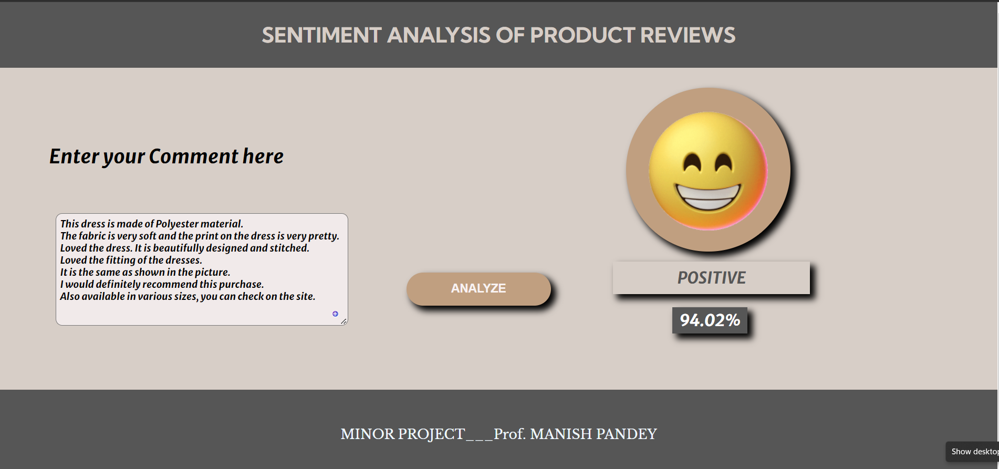 SENTIMENT ANALYSIS OF PRODUCT REVIEWS
Enter your Comment here
This dress is made of Polyester material.
The fabric is very soft and the print on the dress is very pretty.
Loved the dress. It is beautifully designed and stitched.
Loved the fitting of the dresses.
It is the same as shown in the picture.
I would definitely recommend this purchase.
Also available in various sizes, you can check on the site.
ANALYZE
POSITIVE
94.02%
MINOR PROJECT___Prof. MANISH PANDEY
Show desktop